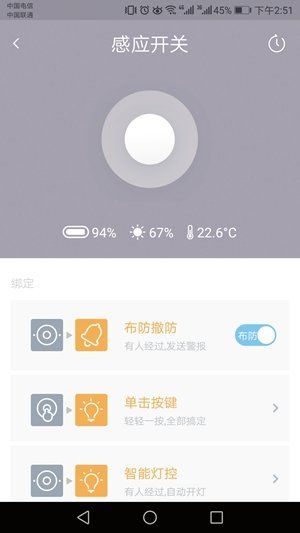 中国电信
中国联通
45% 下午2:51
感应开关
94% 67% 22.6°C
绑定
布防撤防
有人经过,发送警报
布防
单击按键
轻轻一按,全部搞定
智能灯控
有人经过,自动开灯